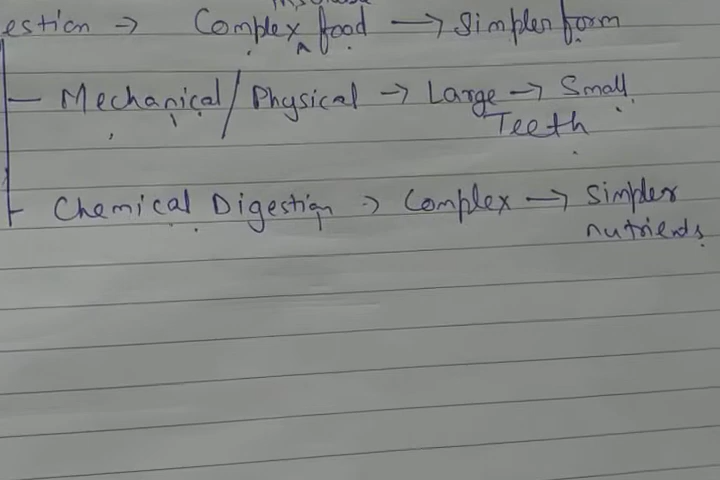 estion → Complex ^ food → Simpler form
Mechanical / Physical → Large → Small
Teeth
Chemical Digestion → Complex → Simpler
nutrients